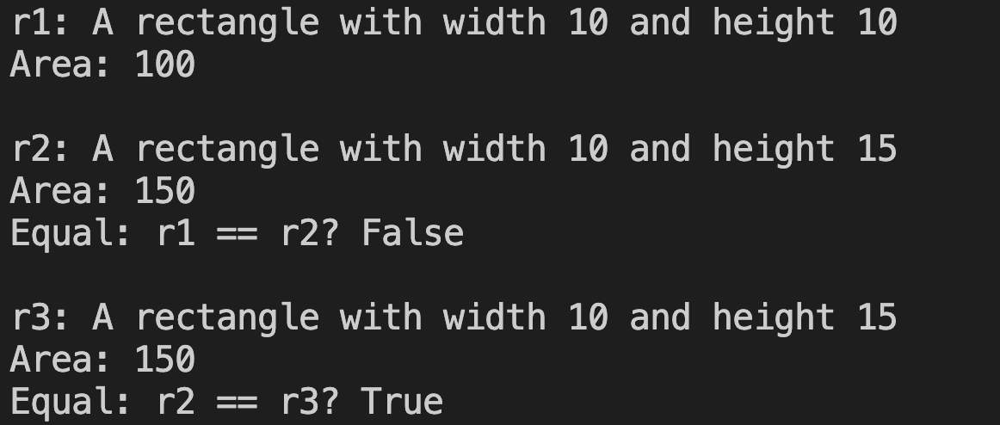 r1: A rectangle with width 10 and height 10
Area: 100
r2: A rectangle with width 10 and height 15
Area: 150
Equal: r1 == r2? False
r3: A rectangle with width 10 and height 15
Area: 150
Equal: r2 == r3? True